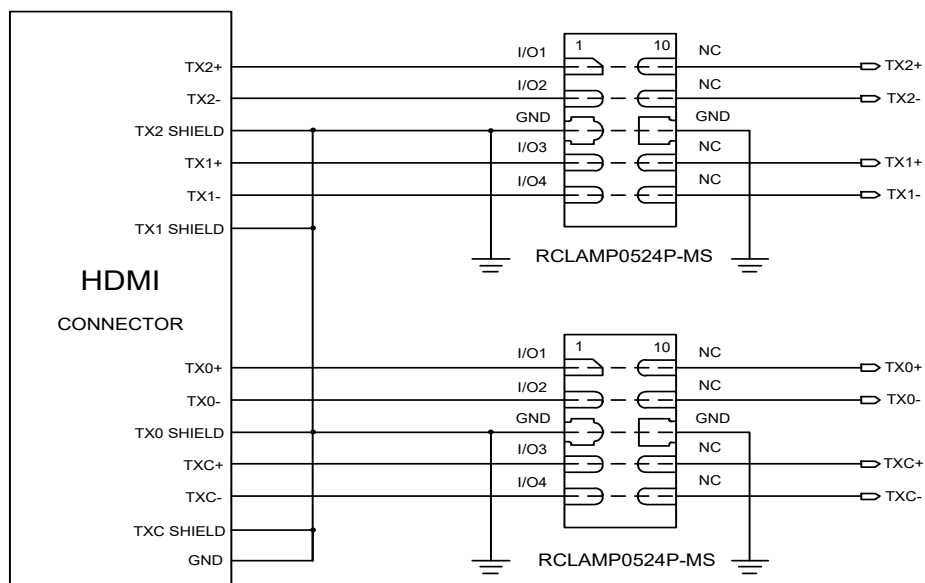 I/O1 1 10 NC
TX2+ TX2+
I/O2 NC
TX2- TX2-
GND GND
TX2 SHIELD
I/O3 NC
TX1+ TX1+
I/O4 NC
TX1- TX1-
TX1 SHIELD
RCLAMP0524P-MS
HDMI
CONNECTOR
I/O1 1 10 NC
TX0+ TX0+
I/O2 NC
TX0- TX0-
GND GND
TX0 SHIELD
I/O3 NC
TXC+ TXC+
I/O4 NC
TXC- TXC-
TXC SHIELD
GND
RCLAMP0524P-MS